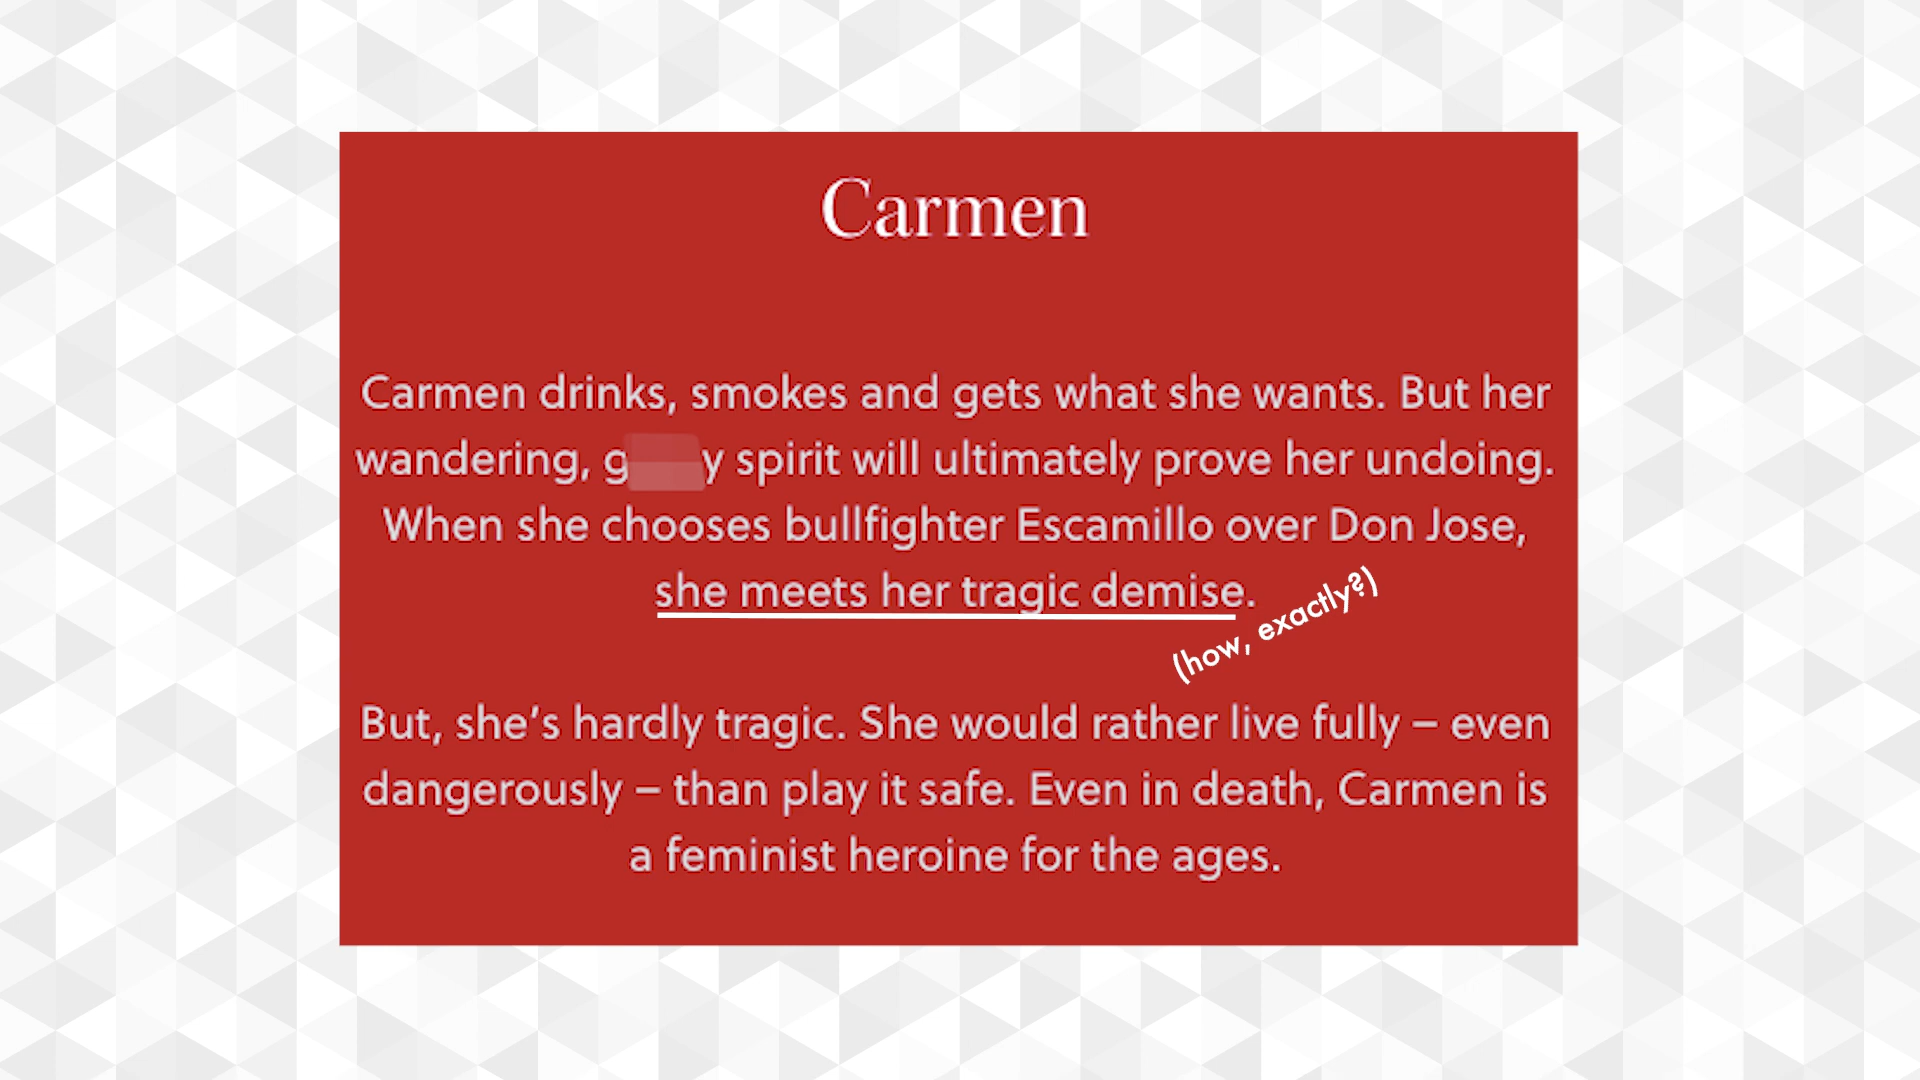 Carmen
Carmen drinks, smokes and gets what she wants. But her
wandering, g y spirit will ultimately prove her undoing.
When she chooses bullfighter Escamillo over Don Jose,
she meets her tragic demise.
(how, exactly?)
But, she’s hardly tragic. She would rather live fully – even
dangerously – than play it safe. Even in death, Carmen is
a feminist heroine for the ages.